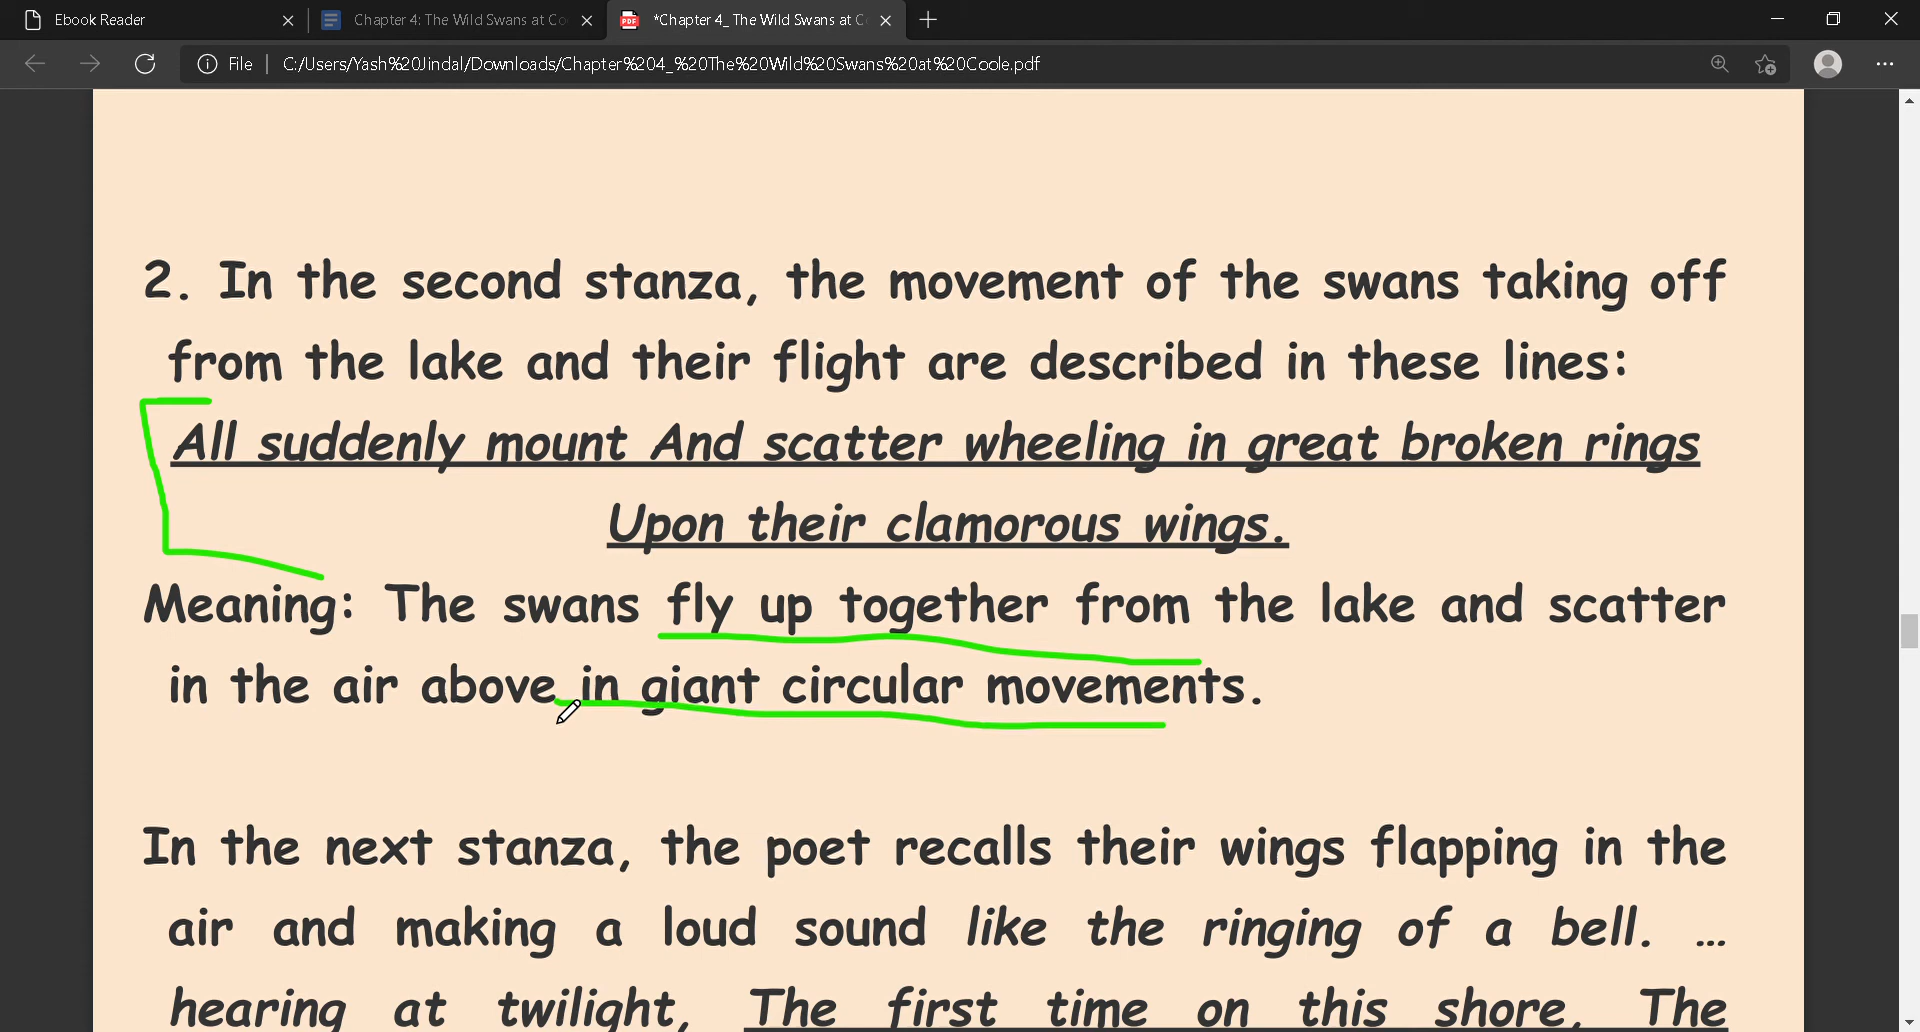 Ebook Reader
Chapter 4: The Wild Swans at Co
PDF
*Chapter 4_ The Wild Swans at C
File
C:/Users/Yash%20Jindal/Downloads/Chapter%204_%20The%20Wild%20Swans%20at%20Coole.pdf
2. In the second stanza, the movement of the swans taking off
from the lake and their flight are described in these lines:
All suddenly mount And scatter wheeling in great broken rings
Upon their clamorous wings.
Meaning: The swans fly up together from the lake and scatter
in the air above in giant circular movements.
In the next stanza, the poet recalls their wings flapping in the
air and making a loud sound like the ringing of a bell. ...
hearing at twilight, The first time on this shore, The